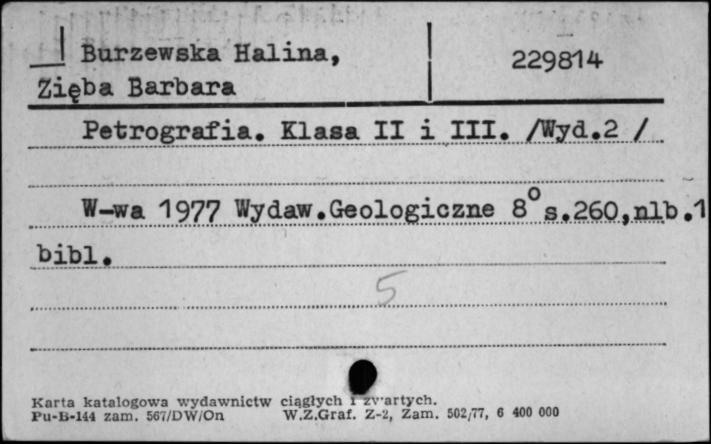 Burzewska Halina, 229814
Zięba Barbara
Petrografia. Klasa II i III. /Wyd.2 /
W-wa 1977 Wydaw.Geologiczne 8° s.260,nlb.1
bibl.
5
Karta katalogowa wydawnictw ciągłych i zwartych.
Pu-B-144 zam. 567/DW/On W.Z.Graf. Z-2, Zam. 502/77, 6 400 000